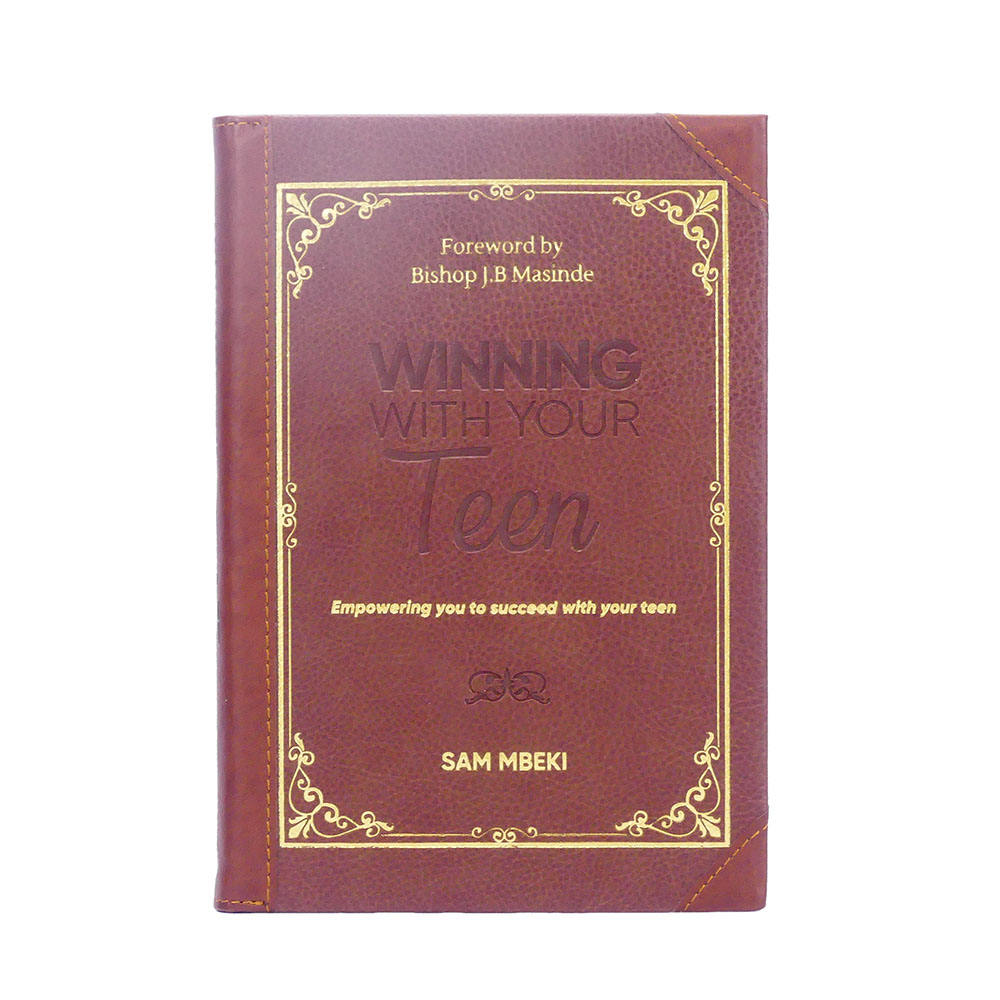 Foreword by
Bishop J.B Masinde
WINNING
WITH YOUR
Teen
Empowering you to succeed with your teen
SAM MBEKI